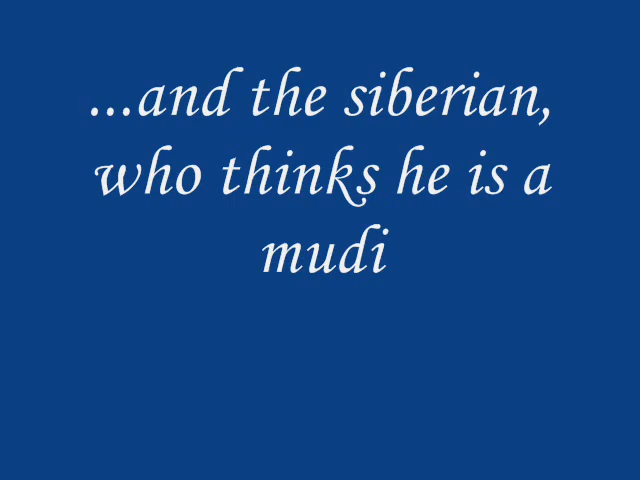 ...and the siberian,
who thinks he is a
mudi